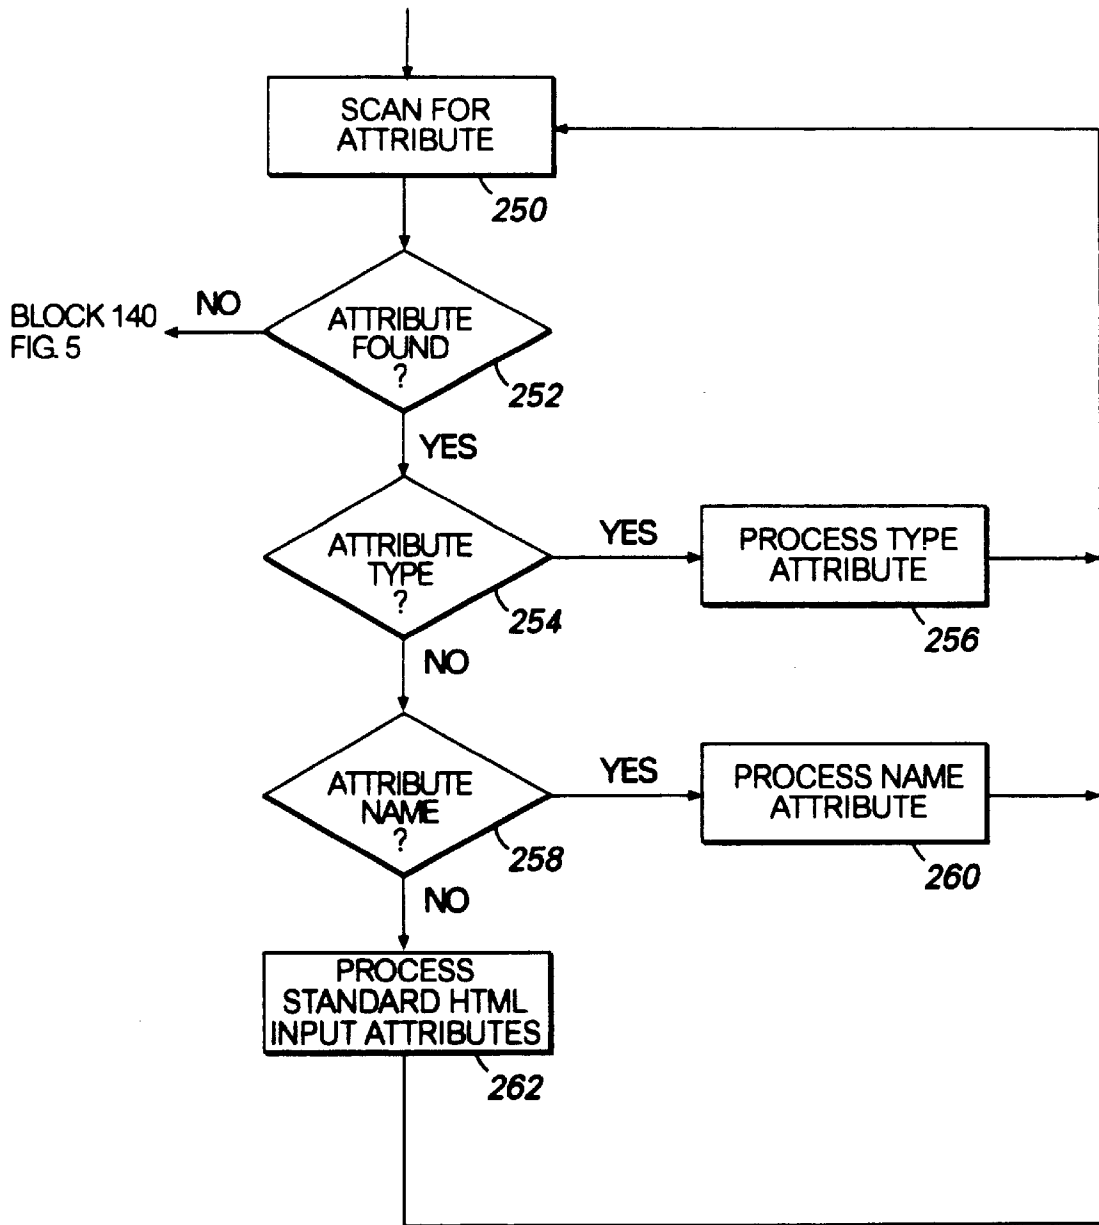 SCAN FOR
ATTRIBUTE
250
BLOCK 140
FIG. 5
NO
ATTRIBUTE
FOUND
?
252
YES
ATTRIBUTE
TYPE
?
254
YES
PROCESS TYPE
ATTRIBUTE
256
NO
ATTRIBUTE
NAME
?
258
YES
PROCESS NAME
ATTRIBUTE
260
NO
PROCESS
STANDARD HTML
INPUT ATTRIBUTES
262